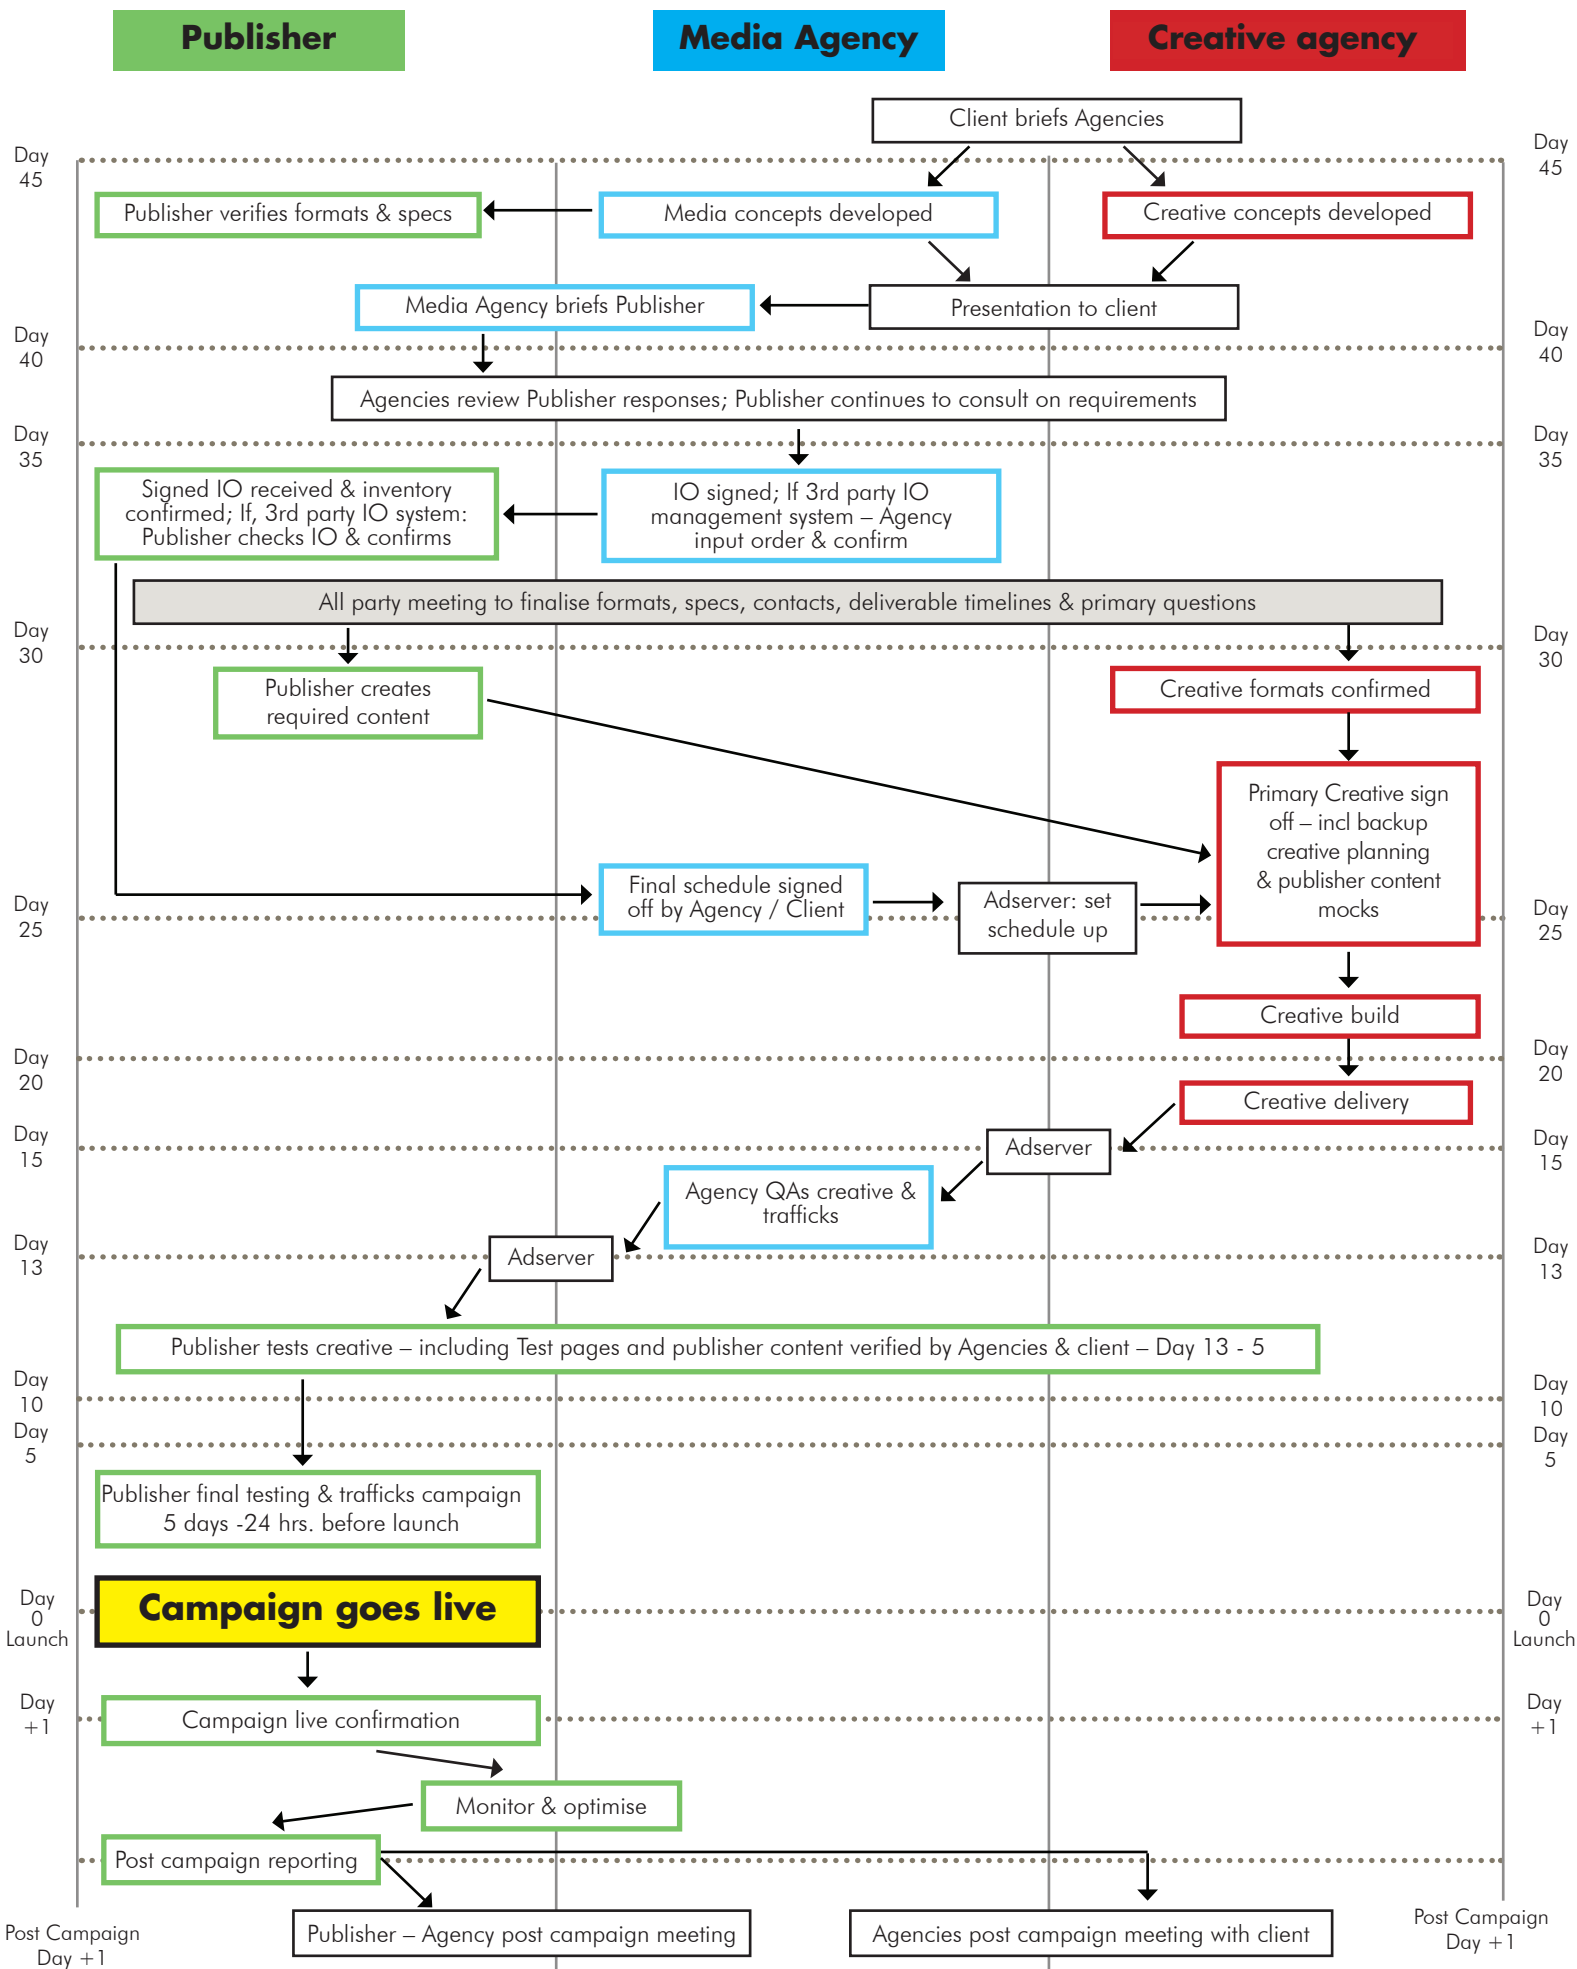 Publisher
Media Agency
Creative agency
Client briefs Agencies
Day
45
Day
45
Publisher verifies formats & specs
Media concepts developed
Creative concepts developed
Media Agency briefs Publisher
Presentation to client
Day
40
Day
40
Agencies review Publisher responses; Publisher continues to consult on requirements
Day
35
Day
35
Signed IO received & inventory
confirmed; If, 3rd party IO system:
Publisher checks IO & confirms
IO signed; If 3rd party IO
management system – Agency
input order & confirm
All party meeting to finalise formats, specs, contacts, deliverable timelines & primary questions
Day
30
Day
30
Publisher creates
required content
Creative formats confirmed
Primary Creative sign
off – incl backup
creative planning
& publisher content
mocks
Final schedule signed
off by Agency / Client
Adserver: set
schedule up
Day
25
Day
25
Creative build
Day
20
Day
20
Creative delivery
Day
15
Adserver
Day
15
Agency QAs creative &
trafficks
Day
13
Adserver
Day
13
Publisher tests creative – including Test pages and publisher content verified by Agencies & client – Day 13 - 5
Day
10
Day
10
Day
5
Day
5
Publisher final testing & trafficks campaign
5 days -24 hrs. before launch
Day
0
Launch
Campaign goes live
Day
0
Launch
Day
+1
Campaign live confirmation
Day
+1
Monitor & optimise
Post campaign reporting
Post Campaign
Day +1
Publisher – Agency post campaign meeting
Agencies post campaign meeting with client
Post Campaign
Day +1